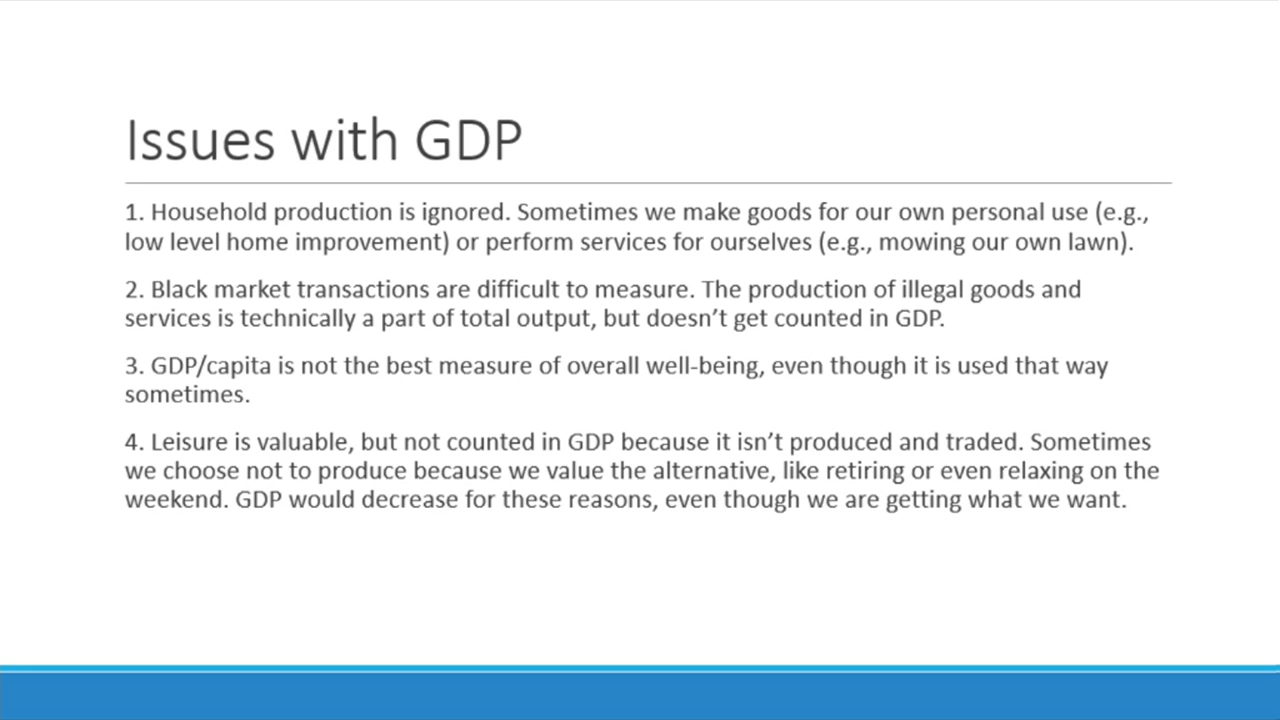 Issues with GDP
1. Household production is ignored. Sometimes we make goods for our own personal use (e.g.,
low level home improvement) or perform services for ourselves (e.g., mowing our own lawn).
2. Black market transactions are difficult to measure. The production of illegal goods and
services is technically a part of total output, but doesn’t get counted in GDP.
3. GDP/capita is not the best measure of overall well-being, even though it is used that way
sometimes.
4. Leisure is valuable, but not counted in GDP because it isn’t produced and traded. Sometimes
we choose not to produce because we value the alternative, like retiring or even relaxing on the
weekend. GDP would decrease for these reasons, even though we are getting what we want.